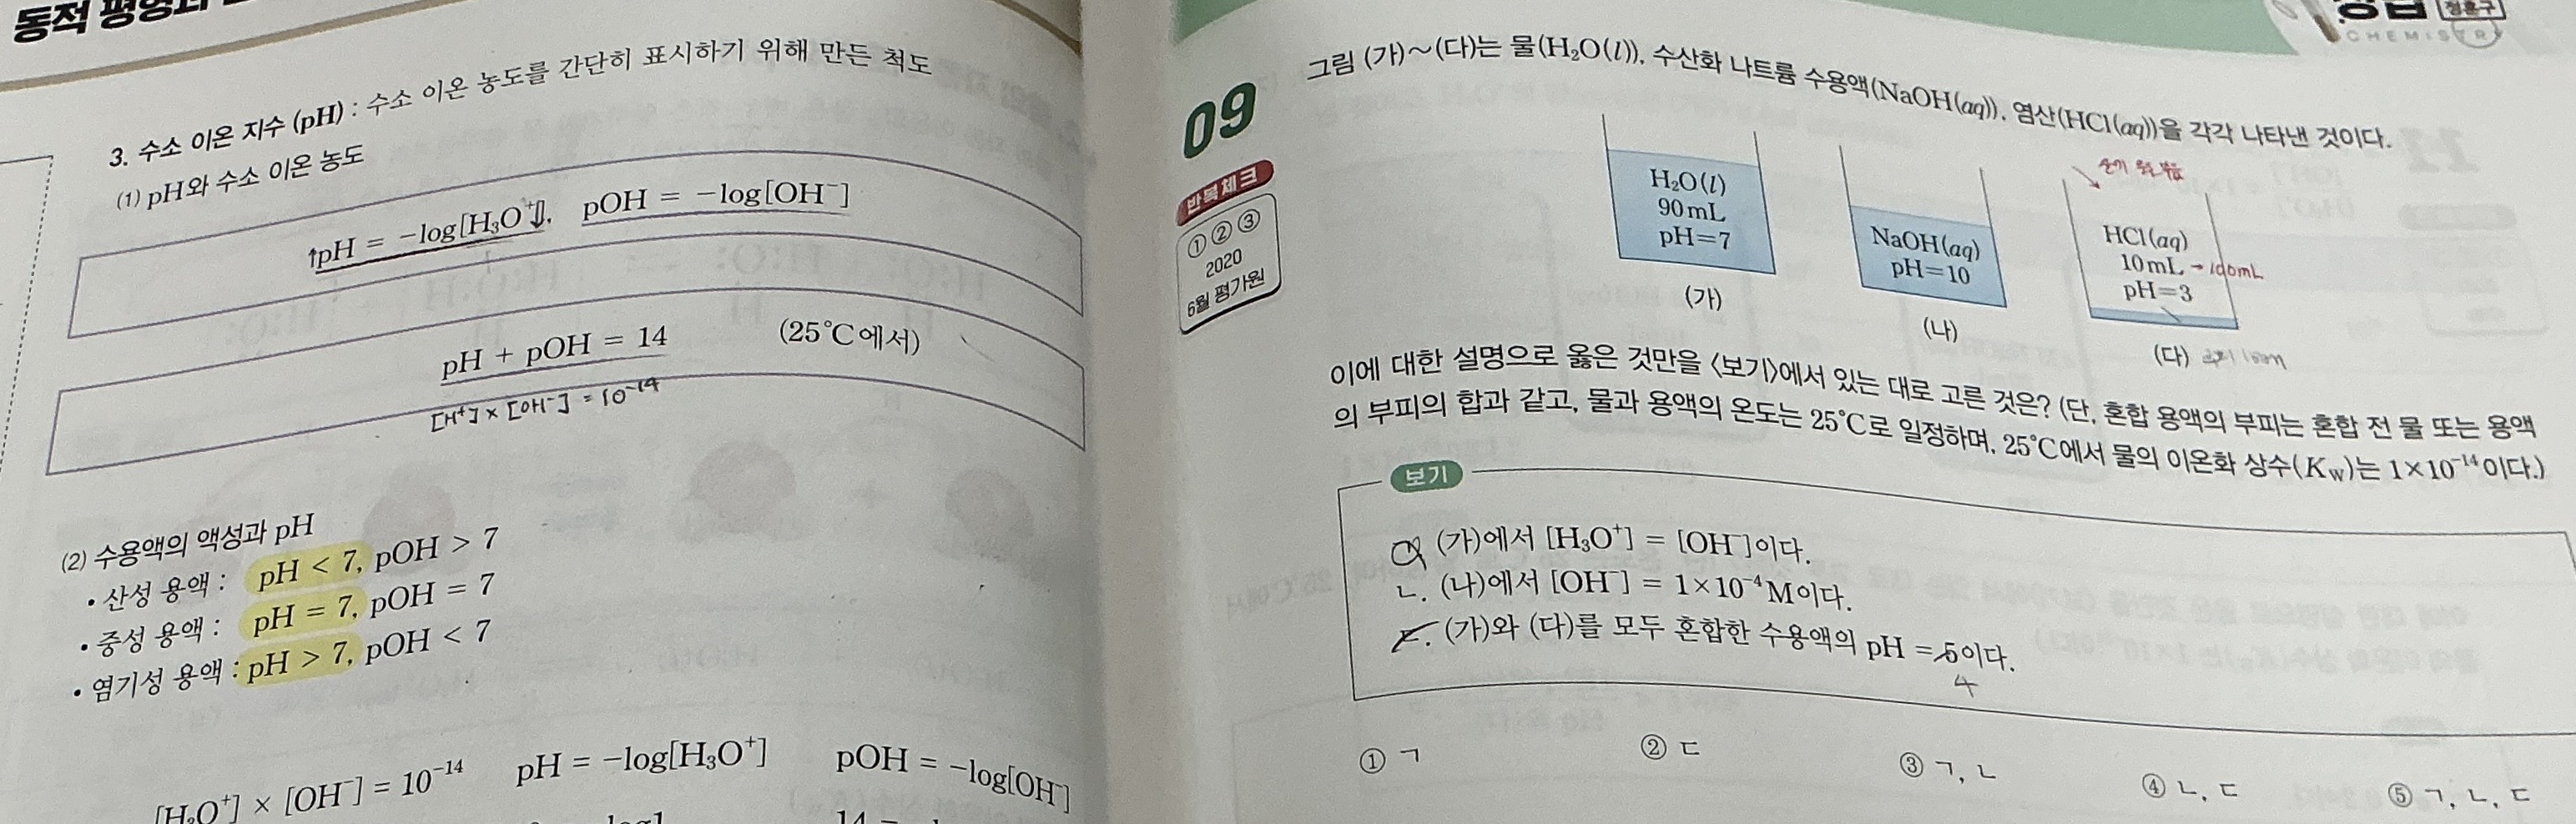 동적 평형과
3. 수소 이온 지수 (pH) : 수소 이온 농도를 간단히 표시하기 위해 만든 척도
(1) pH와 수소 이온 농도
↑pH = −log[H₃O⁺]↓, pOH = −log[OH⁻]
pH + pOH = 14 (25℃에서)
[H⁺] × [OH⁻] = 10⁻¹⁴
(2) 수용액의 액성과 pH
• 산성 용액 : pH < 7, pOH > 7
• 중성 용액 : pH = 7, pOH = 7
• 염기성 용액 : pH > 7, pOH < 7
[H₃O⁺] × [OH⁻] = 10⁻¹⁴ pH = −log[H₃O⁺] pOH = −log[OH⁻]
14 −
CHEMISTRY
09
반복체크
① ② ③
2020
6월 평가원
그림 (가)~(다)는 물(H₂O(l)), 수산화 나트륨 수용액(NaOH(aq)), 염산(HCl(aq))을 각각 나타낸 것이다.
H₂O(l)
90mL
pH=7
(가)
NaOH(aq)
pH=10
(나)
HCl(aq)
10mL → 100mL
pH=3
(다)
이에 대한 설명으로 옳은 것만을 〈보기〉에서 있는 대로 고른 것은? (단, 혼합 용액의 부피는 혼합 전 물 또는 용액
의 부피의 합과 같고, 물과 용액의 온도는 25℃로 일정하며, 25℃에서 물의 이온화 상수(Kw)는 1×10⁻¹⁴이다.)
보기
ㄱ. (가)에서 [H₃O⁺] = [OH⁻]이다.
ㄴ. (나)에서 [OH⁻] = 1×10⁻⁴M이다.
ㄷ. (가)와 (다)를 모두 혼합한 수용액의 pH = 5이다.
4
① ㄱ ② ㄷ ③ ㄱ, ㄴ ④ ㄴ, ㄷ ⑤ ㄱ, ㄴ, ㄷ